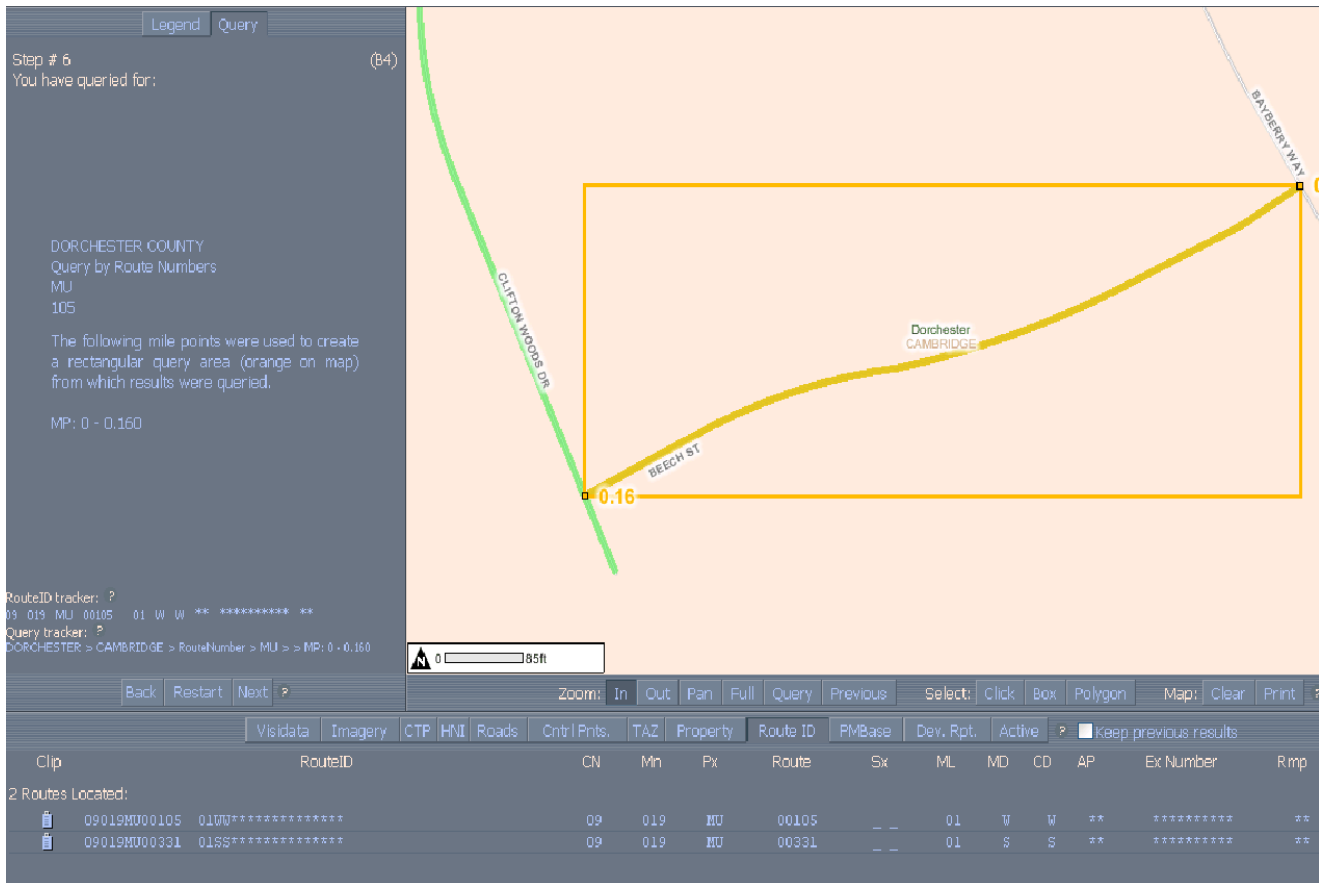 Legend Query
Step # 6 (B4)
You have queried for:
DORCHESTER COUNTY
Query by Route Numbers
MU
105
The following mile points were used to create
a rectangular query area (orange on map)
from which results were queried.
MP: 0 - 0.160
RouteID tracker: ?
09 019 MU 00105 01 W W ** ********** **
Query tracker: ?
DORCHESTER > CAMBRIDGE > RouteNumber > MU > > MP: 0 - 0.160
Back Restart Next ?
BAYBERRY WAY
0
CLIFTON WOODS DR
Dorchester
CAMBRIDGE
BEECH ST
0.16
N 0 85ft
Zoom: In Out Pan Full Query Previous Select: Click Box Polygon Map: Clear Print ?
Visidata Imagery CTP HNI Roads Cntrl Pnts. TAZ Property Route ID PMBase Dev. Rpt. Active ? Keep previous results
Clip RouteID CN Mn Px Route Sx ML MD CD AP Ex Number Rmp
2 Routes Located:
09019MU00105 01WW************** 09 019 MU 00105 _ _ 01 W W ** ********** **
09019MU00331 01SS************** 09 019 MU 00331 _ _ 01 S S ** ********** **